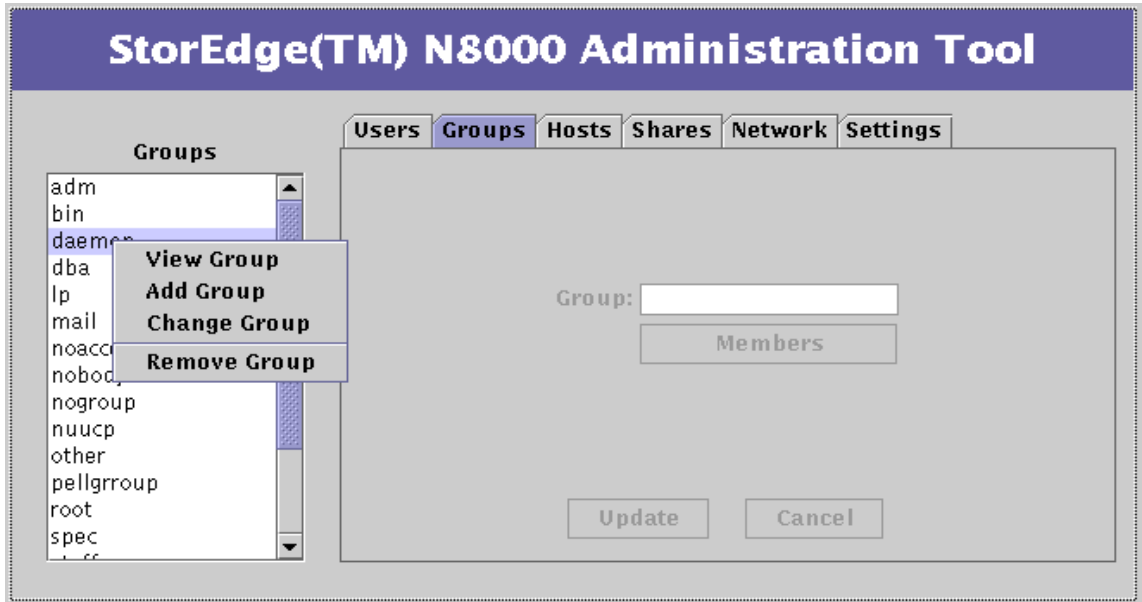 StorEdge(TM) N8000 Administration Tool
Users Groups Hosts Shares Network Settings
Groups
adm
bin
daemon
View Group
dba
Add Group
lp
Group:
mail
Change Group
Members
Remove Group
nogroup
nuucp
other
pellgrroup
root
Update Cancel
spec